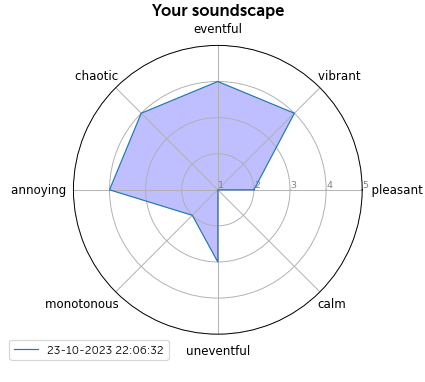 Your soundscape
eventful
chaotic
vibrant
annoying
1 2 3 4 5
pleasant
monotonous
calm
23-10-2023 22:06:32
uneventful